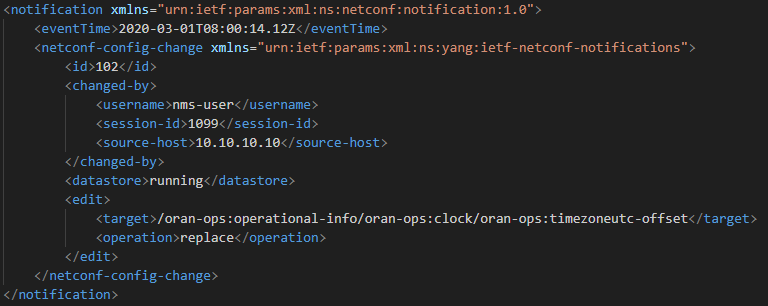 <notification xmlns="urn:ietf:params:xml:ns:netconf:notification:1.0">
    <eventTime>2020-03-01T08:00:14.12Z</eventTime>
    <netconf-config-change xmlns="urn:ietf:params:xml:ns:yang:ietf-netconf-notifications">
        <id>102</id>
        <changed-by>
            <username>nms-user</username>
            <session-id>1099</session-id>
            <source-host>10.10.10.10</source-host>
        </changed-by>
        <datastore>running</datastore>
        <edit>
            <target>/oran-ops:operational-info/oran-ops:clock/oran-ops:timezoneutc-offset</target>
            <operation>replace</operation>
        </edit>
    </netconf-config-change>
</notification>